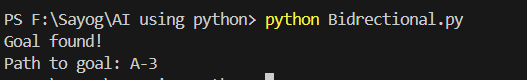 PS F:\Sayog\AI using python> python Bidrectional.py
Goal found!
Path to goal: A-3